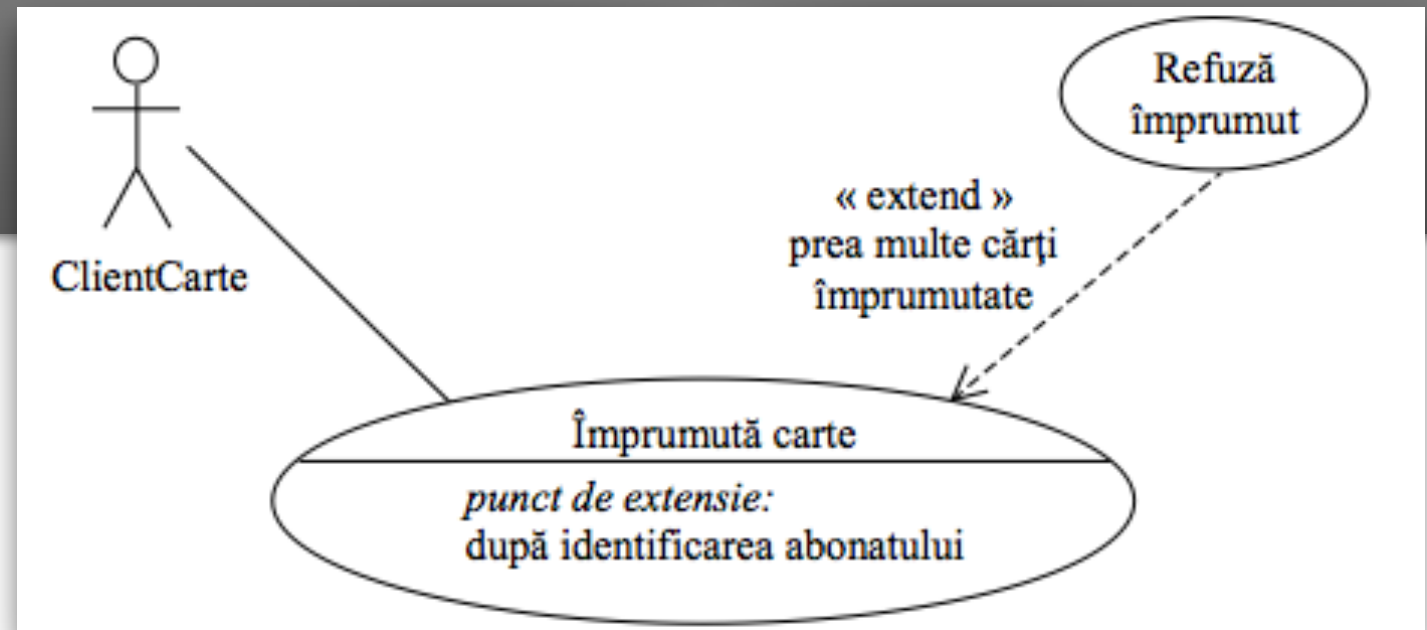 Refuză
împrumut
« extend »
prea multe cărţi
împrumutate
ClientCarte
Împrumută carte
punct de extensie:
după identificarea abonatului